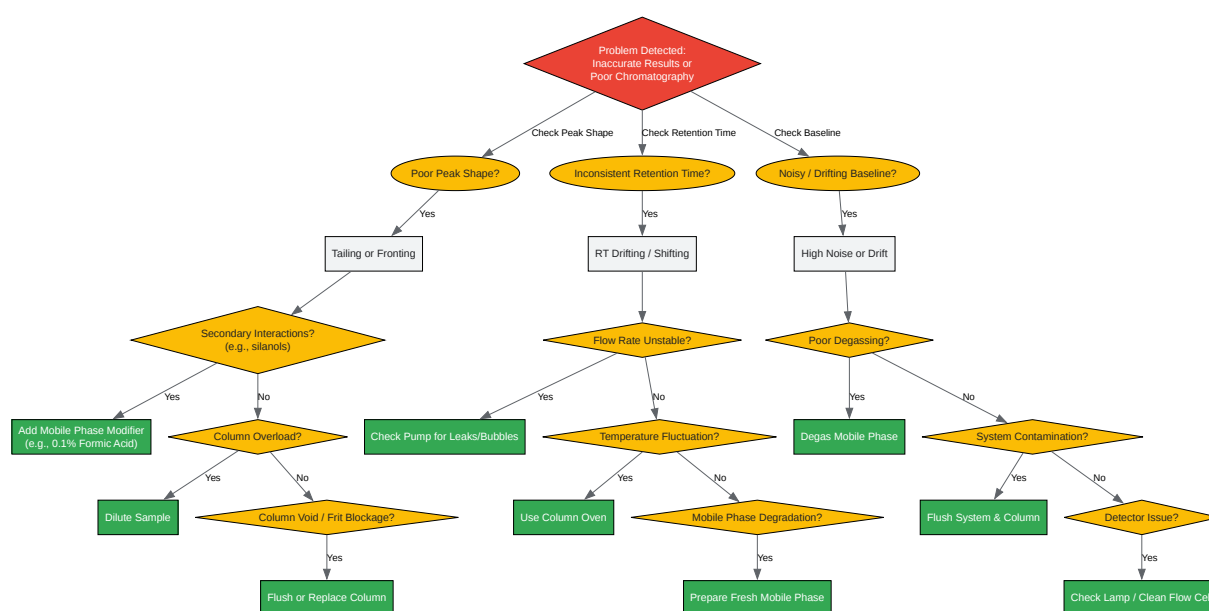 Problem Detected:
Inaccurate Results or
Poor Chromatography
Check Peak Shape
Check Retention Time
Check Baseline
Poor Peak Shape?
Inconsistent Retention Time?
Noisy / Drifting Baseline?
Yes
Yes
Yes
Tailing or Fronting
RT Drifting / Shifting
High Noise or Drift
Secondary Interactions?
(e.g., silanols)
Flow Rate Unstable?
Poor Degassing?
Yes
No
Yes
No
Yes
No
Add Mobile Phase Modifier
(e.g., 0.1% Formic Acid)
Column Overload?
Check Pump for Leaks/Bubbles
Temperature Fluctuation?
Degas Mobile Phase
System Contamination?
Yes
No
Yes
No
Yes
No
Dilute Sample
Column Void / Frit Blockage?
Use Column Oven
Mobile Phase Degradation?
Flush System & Column
Detector Issue?
Yes
Yes
Yes
Flush or Replace Column
Prepare Fresh Mobile Phase
Check Lamp / Clean Flow Cel